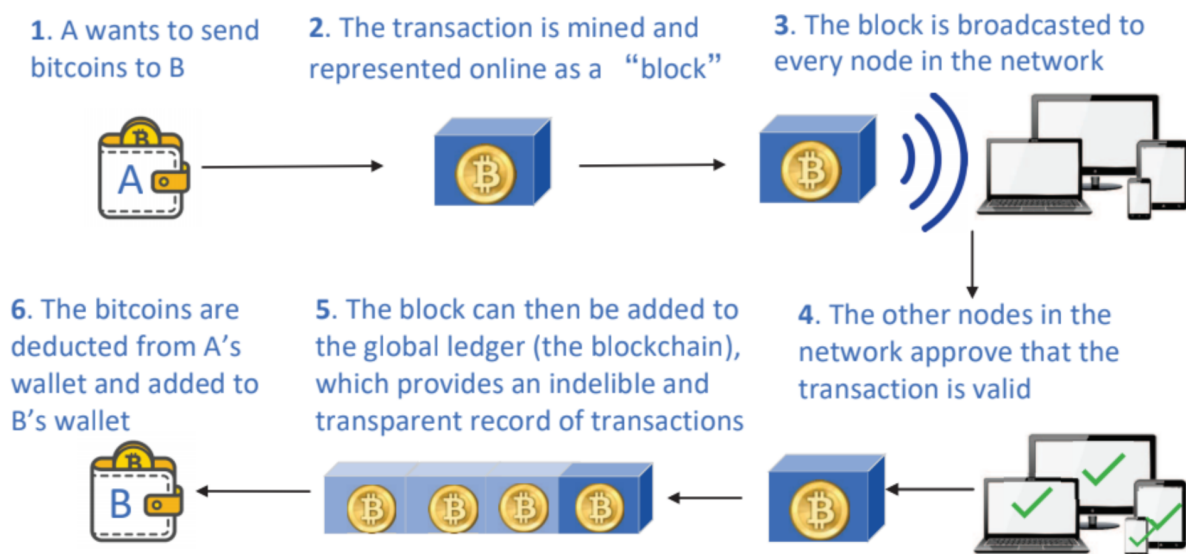 1. A wants to send
bitcoins to B
2. The transaction is mined and
represented online as a “block”
3. The block is broadcasted to
every node in the network
A
4. The other nodes in the
network approve that the
transaction is valid
5. The block can then be added to
the global ledger (the blockchain),
which provides an indelible and
transparent record of transactions
6. The bitcoins are
deducted from A’s
wallet and added to
B’s wallet
B